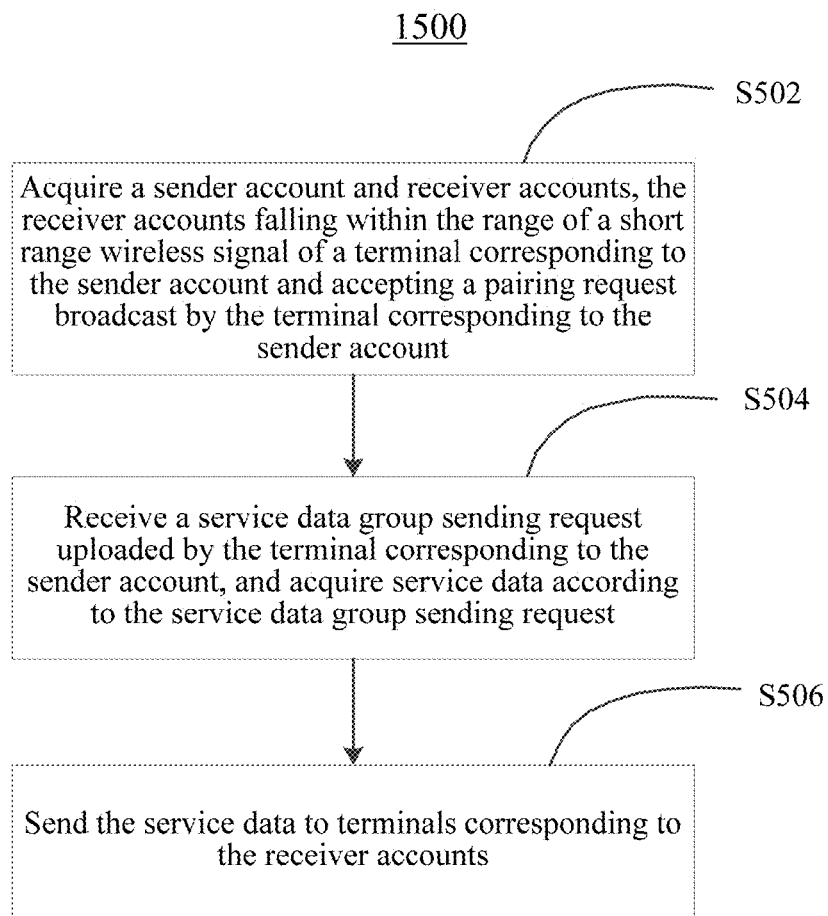 1500
S502
Acquire a sender account and receiver accounts, the
receiver accounts falling within the range of a short
range wireless signal of a terminal corresponding to
the sender account and accepting a pairing request
broadcast by the terminal corresponding to the
sender account
S504
Receive a service data group sending request
uploaded by the terminal corresponding to the
sender account, and acquire service data according
to the service data group sending request
S506
Send the service data to terminals corresponding to
the receiver accounts